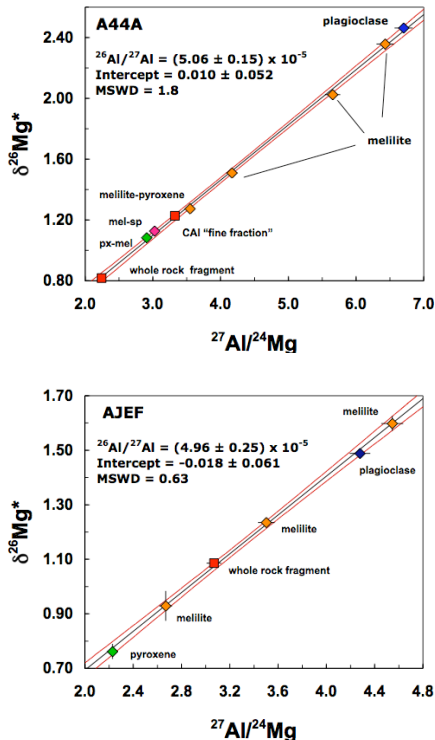 A44A
²⁶Al/²⁷Al = (5.06 ± 0.15) x 10⁻⁵
Intercept = 0.010 ± 0.052
MSWD = 1.8
plagioclase
melilite
melilite-pyroxene
mel-sp
px-mel
CAI "fine fraction"
whole rock fragment
δ²⁶Mg*
2.40
2.00
1.60
1.20
0.80
2.0 3.0 4.0 5.0 6.0 7.0
²⁷Al/²⁴Mg
AJEF
²⁶Al/²⁷Al = (4.96 ± 0.25) x 10⁻⁵
Intercept = -0.018 ± 0.061
MSWD = 0.63
melilite
plagioclase
melilite
whole rock fragment
melilite
pyroxene
δ²⁶Mg*
1.70
1.50
1.30
1.10
0.90
0.70
2.0 2.4 2.8 3.2 3.6 4.0 4.4 4.8
²⁷Al/²⁴Mg